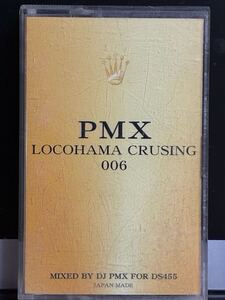 PMX
LOCOHAMA CRUSING
006
MIXED BY DJ PMX FOR DS455
JAPAN MADE